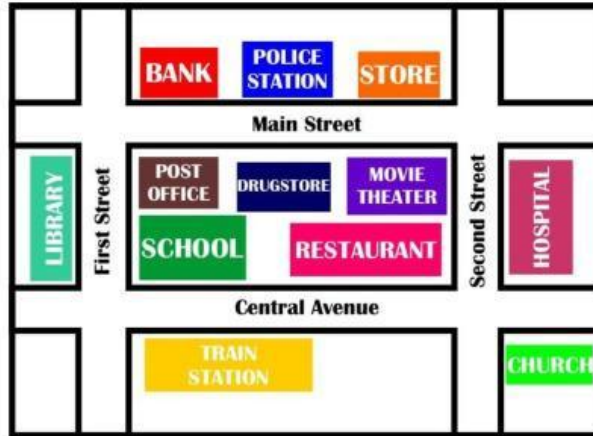 BANK
POLICE
STATION
STORE
Main Street
LIBRARY
First Street
POST
OFFICE
DRUGSTORE
MOVIE
THEATER
Second Street
HOSPITAL
SCHOOL
RESTAURANT
Central Avenue
TRAIN
STATION
CHURCH